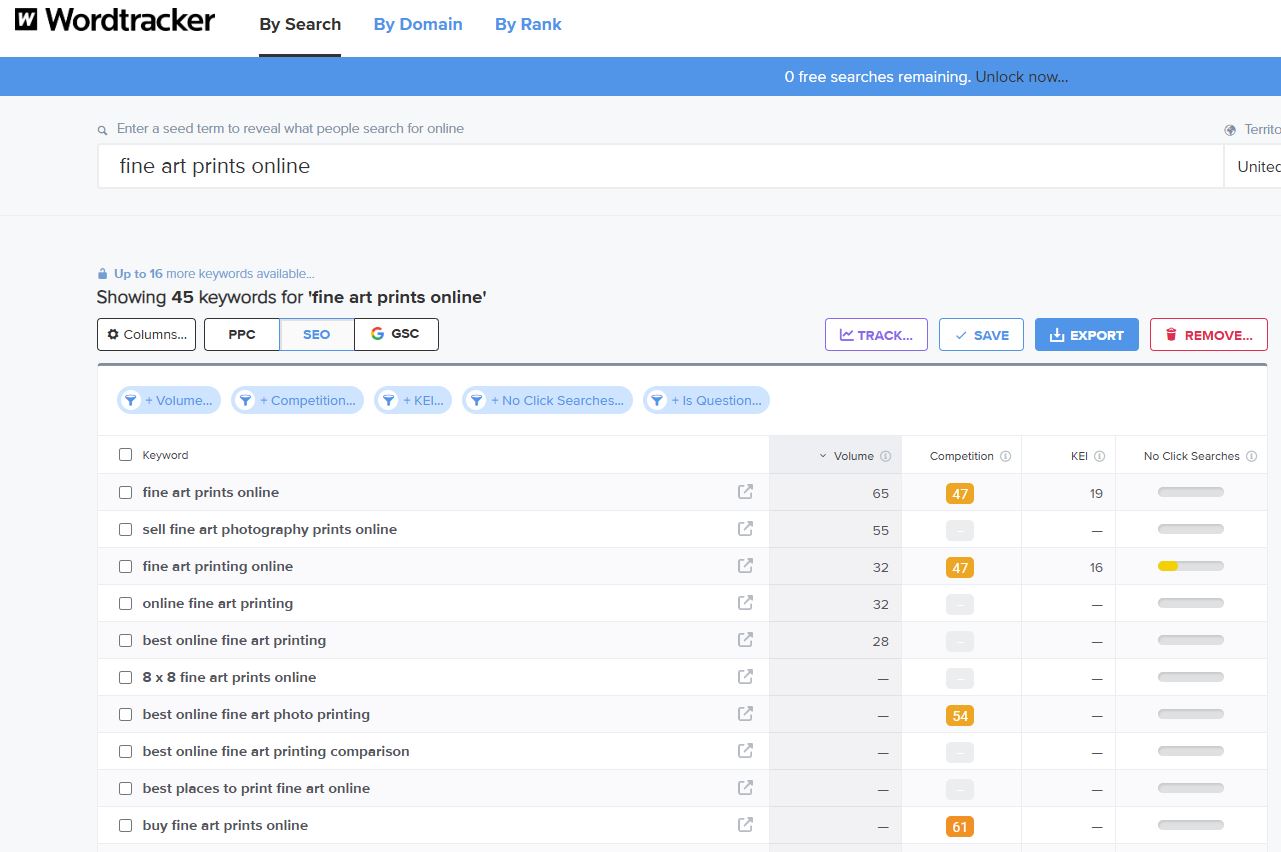 W Wordtracker By Search By Domain By Rank
0 free searches remaining. Unlock now...
Enter a seed term to reveal what people search for online Territo
fine art prints online United
Up to 16 more keywords available...
Showing 45 keywords for 'fine art prints online'
Columns... PPC SEO G GSC TRACK... SAVE EXPORT REMOVE...
+ Volume... + Competition... + KEI... + No Click Searches... + Is Question...
Keyword Volume Competition KEI No Click Searches
fine art prints online 65 47 19
sell fine art photography prints online 55 – —
fine art printing online 32 47 16
online fine art printing 32 – —
best online fine art printing 28 – —
8 x 8 fine art prints online — – —
best online fine art photo printing — 54 —
best online fine art printing comparison — – —
best places to print fine art online — – —
buy fine art prints online — 61 —